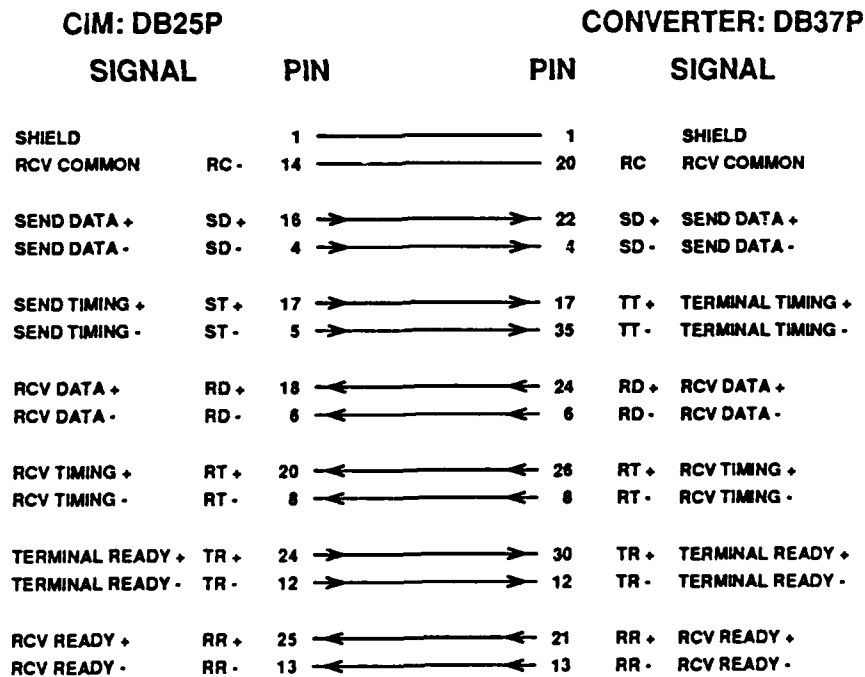 CIM: DB25P CONVERTER: DB37P
SIGNAL PIN PIN SIGNAL
SHIELD 1 1 SHIELD
RCV COMMON RC - 14 20 RC RCV COMMON
SEND DATA + SD + 16 22 SD + SEND DATA +
SEND DATA - SD - 4 4 SD - SEND DATA -
SEND TIMING + ST + 17 17 TT + TERMINAL TIMING +
SEND TIMING - ST - 5 35 TT - TERMINAL TIMING -
RCV DATA + RD + 18 24 RD + RCV DATA +
RCV DATA - RD - 6 6 RD - RCV DATA -
RCV TIMING + RT + 20 26 RT + RCV TIMING +
RCV TIMING - RT - 8 8 RT - RCV TIMING -
TERMINAL READY + TR + 24 30 TR + TERMINAL READY +
TERMINAL READY - TR - 12 12 TR - TERMINAL READY -
RCV READY + RR + 25 21 RR + RCV READY +
RCV READY - RR - 13 13 RR - RCV READY -